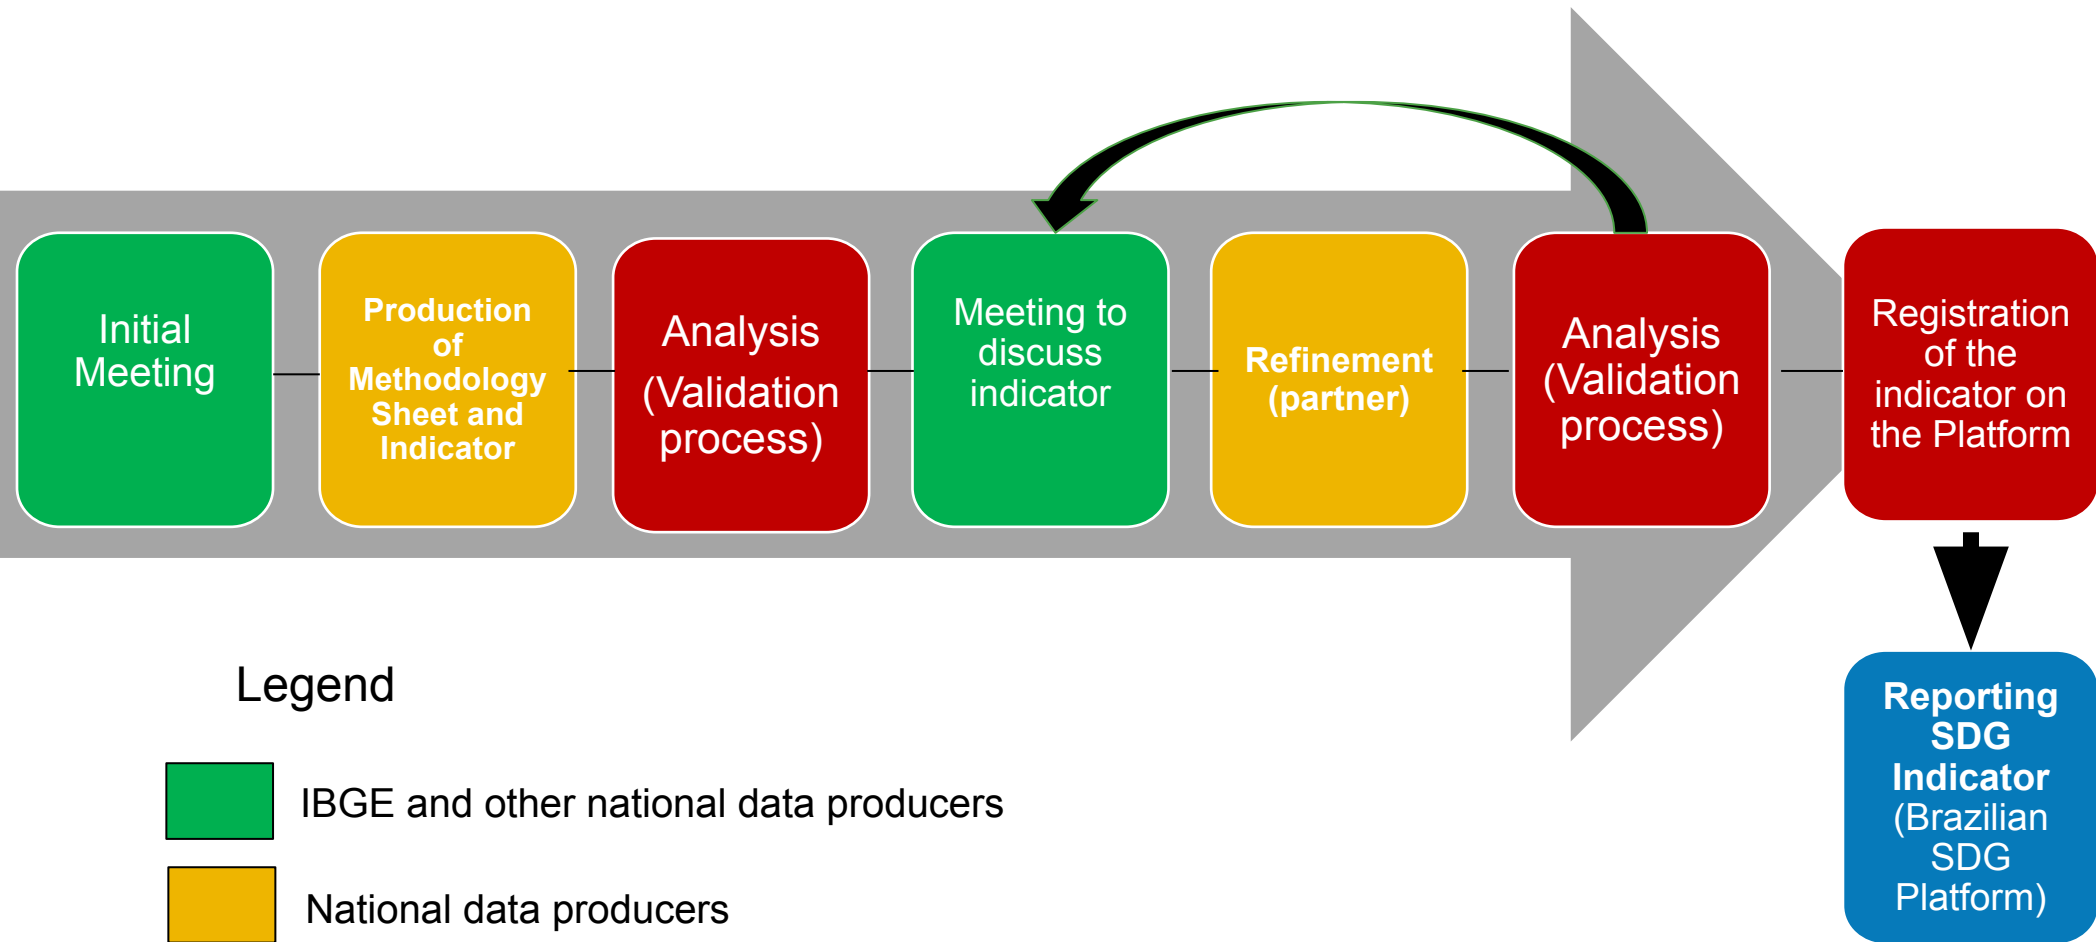 Initial
Meeting
Production
of
Methodology
Sheet and
Indicator
Analysis
(Validation
process)
Meeting to
discuss
indicator
Refinement
(partner)
Analysis
(Validation
process)
Registration
of the
indicator on
the Platform
Reporting
SDG
Indicator
(Brazilian
SDG
Platform)
Legend
IBGE and other national data producers
National data producers